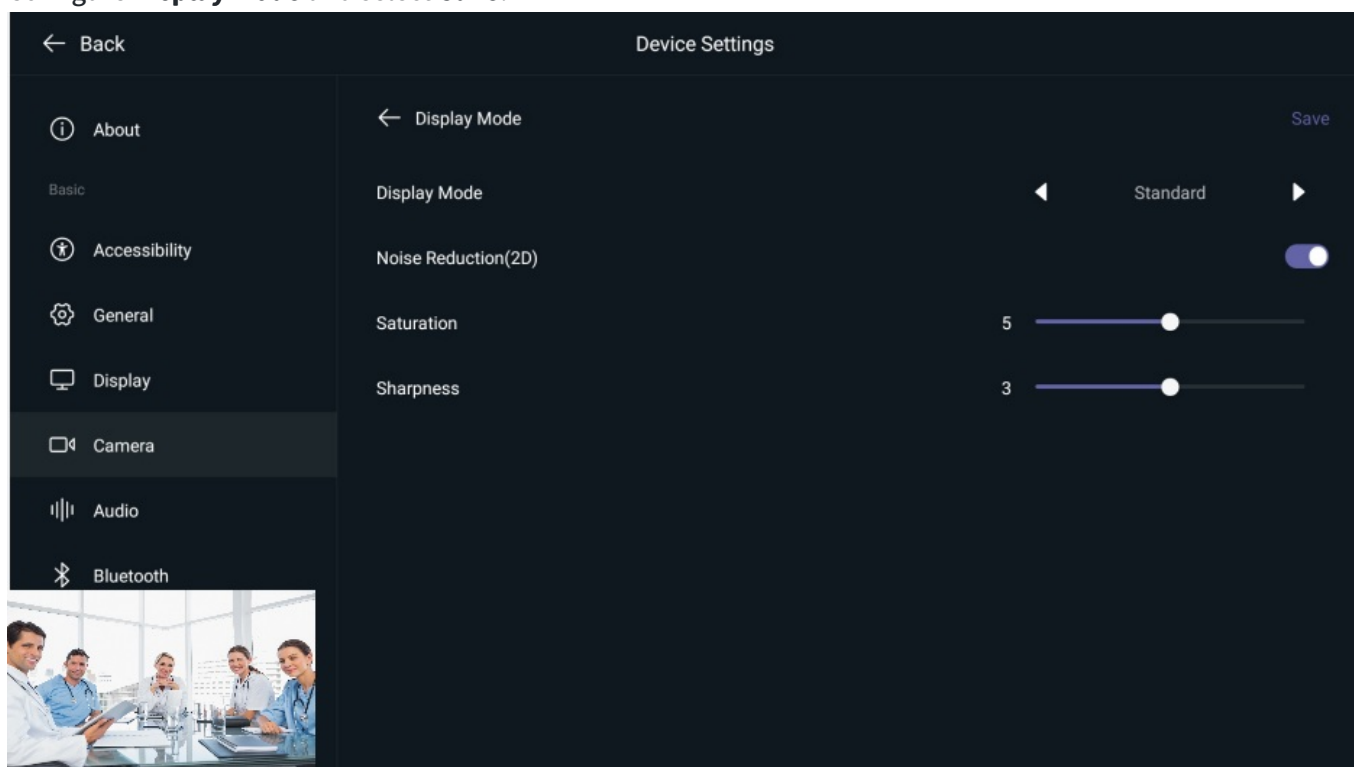 ← Back
Device Settings
About
Basic
Accessibility
General
Display
Camera
Audio
Bluetooth
← Display Mode
Save
Display Mode
Standard
Noise Reduction(2D)
Saturation
5
Sharpness
3